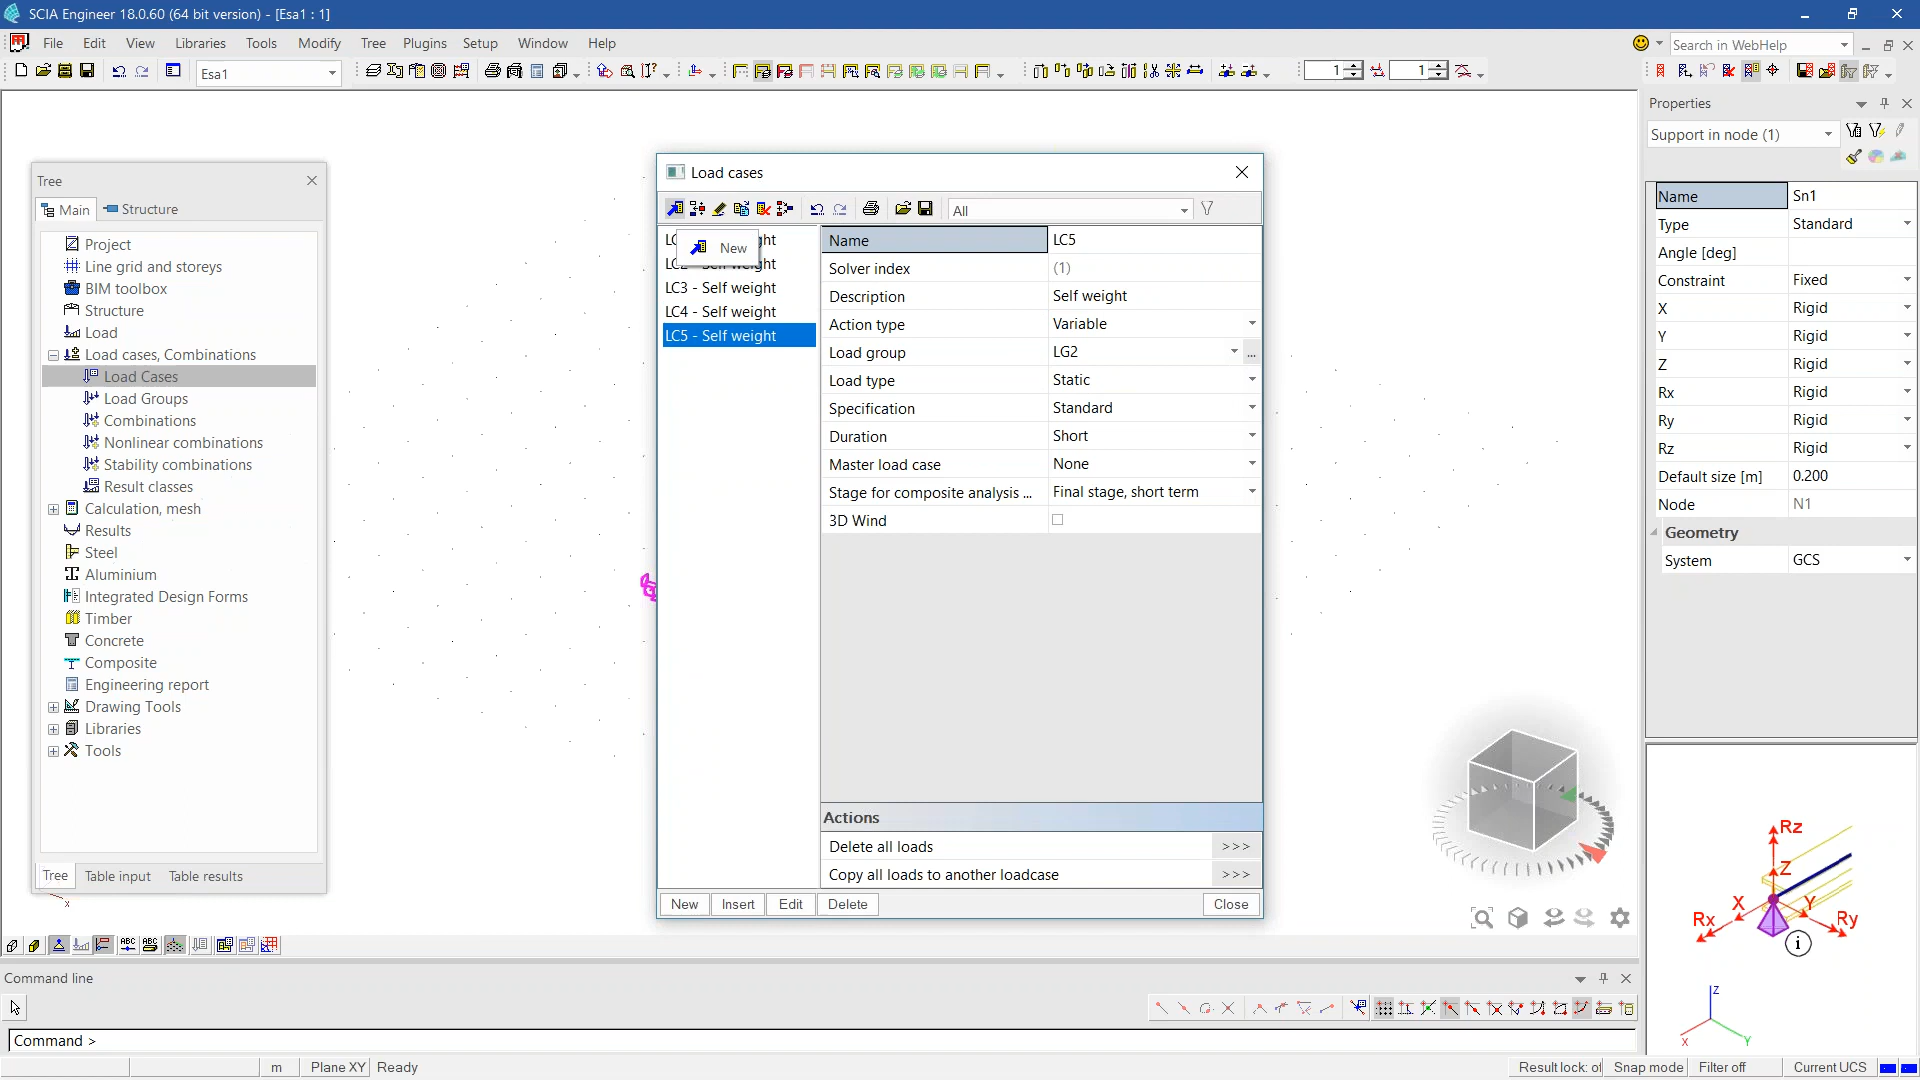 SCIA Engineer 18.0.60 (64 bit version) - [Esa1 : 1]
File Edit View Libraries Tools Modify Tree Plugins Setup Window Help
Search in WebHelp
Esa1
1 1
Properties
Support in node (1)
Name Sn1
Type Standard
Angle [deg]
Constraint Fixed
X Rigid
Y Rigid
Z Rigid
Rx Rigid
Ry Rigid
Rz Rigid
Default size [m] 0.200
Node N1
Geometry
System GCS
Tree
Main Structure
Project
Line grid and storeys
BIM toolbox
Structure
Load
Load cases, Combinations
Load Cases
Load Groups
Combinations
Nonlinear combinations
Stability combinations
Result classes
Calculation, mesh
Results
Steel
Aluminium
Integrated Design Forms
Timber
Concrete
Composite
Engineering report
Drawing Tools
Libraries
Tools
Tree Table input Table results
x
Load cases
All
New
LC3 - Self weight
LC4 - Self weight
LC5 - Self weight
Name LC5
Solver index (1)
Description Self weight
Action type Variable
Load group LG2 ...
Load type Static
Specification Standard
Duration Short
Master load case None
Stage for composite analysis ... Final stage, short term
3D Wind
Actions
Delete all loads >>>
Copy all loads to another loadcase >>>
New Insert Edit Delete Close
Rz
Z
X Y
Rx Ry
i
Z
X Y
ABC ABC
Command line
Command >
m Plane XY Ready
Result lock: of Snap mode Filter off Current UCS